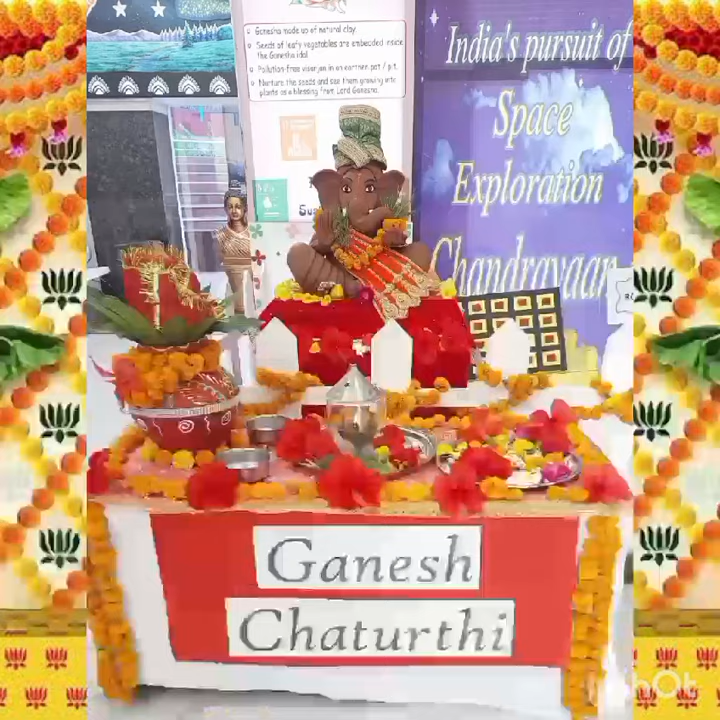 Ganesha made up of natural clay.
Seeds of leafy vegetables are embedded inside
the Ganesha idol.
Pollution-free visarjan in an earthen pot / pit.
Nurture the seeds and see them growing into
plants as a blessing from Lord Ganesha.
India's pursuit of
Space
Exploration
Chandrayaan
Ganesh
Chaturthi